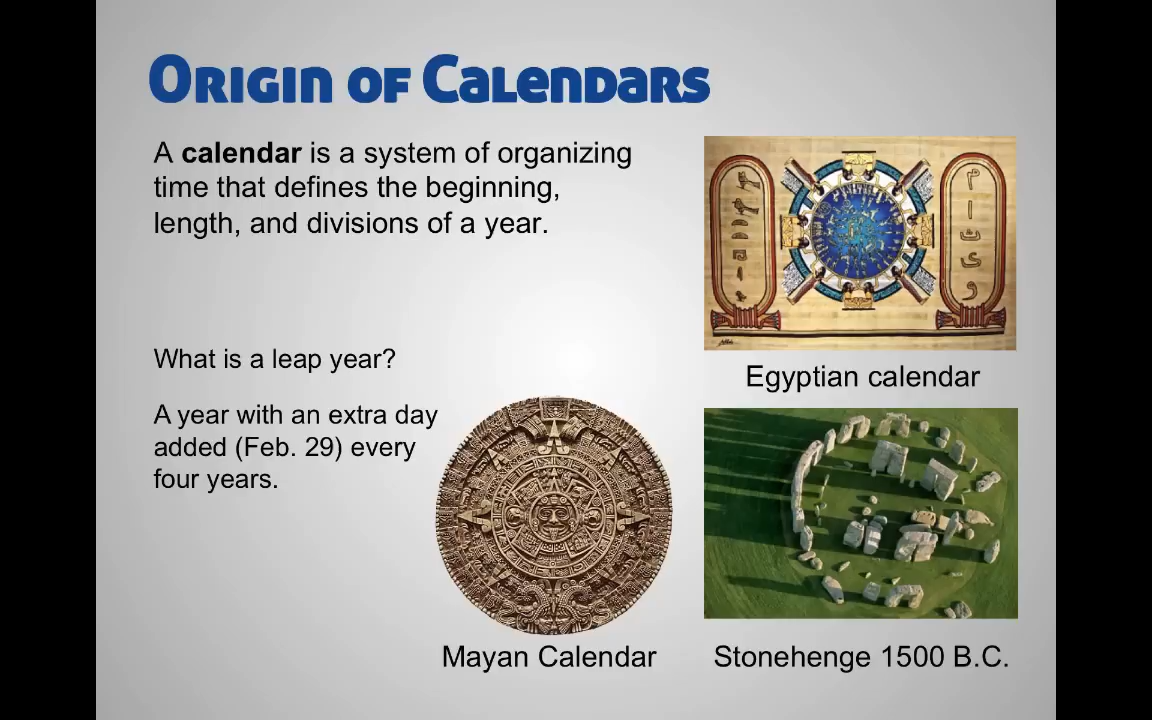 Origin of Calendars
A calendar is a system of organizing
time that defines the beginning,
length, and divisions of a year.
What is a leap year?
A year with an extra day
added (Feb. 29) every
four years.
Egyptian calendar
Mayan Calendar
Stonehenge 1500 B.C.